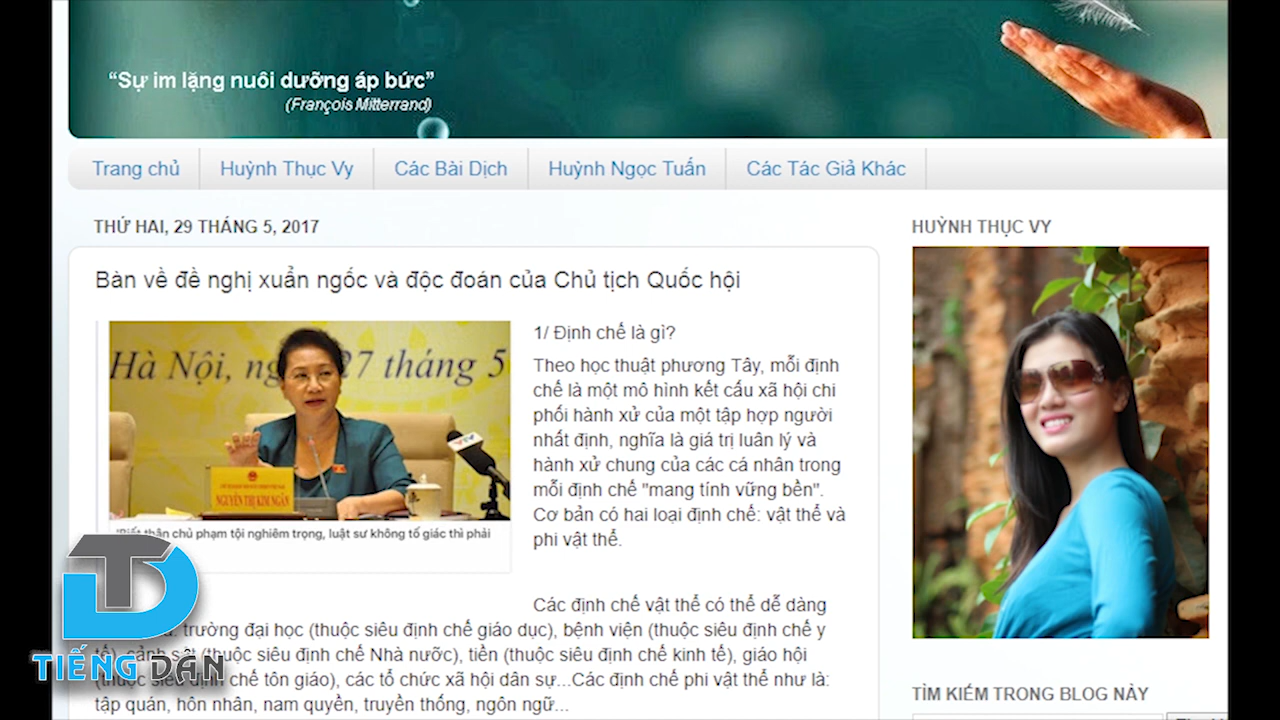 “Sự im lặng nuôi dưỡng áp bức”
(François Mitterrand)
Trang chủ
Huỳnh Thục Vy
Các Bài Dịch
Huỳnh Ngọc Tuấn
Các Tác Giả Khác
THỨ HAI, 29 THÁNG 5, 2017
Bàn về đề nghị xuẩn ngốc và độc đoán của Chủ tịch Quốc hội
Hà Nội, ng 27 tháng 5
VTV
NGUYỄN THỊ KIM NGÂN
"Biết thân chủ phạm tội nghiêm trọng, luật sư không tố giác thì phải
1/ Định chế là gì?
Theo học thuật phương Tây, mỗi định
chế là một mô hình kết cấu xã hội chi
phối hành xử của một tập hợp người
nhất định, nghĩa là giá trị luân lý và
hành xử chung của các cá nhân trong
mỗi định chế "mang tính vững bền".
Cơ bản có hai loại định chế: vật thể và
phi vật thể.
Các định chế vật thể có thể dễ dàng
trường đại học (thuộc siêu định chế giáo dục), bệnh viện (thuộc siêu định chế y
tế), cảnh sát (thuộc siêu định chế Nhà nước), tiền (thuộc siêu định chế kinh tế), giáo hội
(thuộc siêu định chế tôn giáo), các tổ chức xã hội dân sự...Các định chế phi vật thể như là:
tập quán, hôn nhân, nam quyền, truyền thống, ngôn ngữ...
HUỲNH THỤC VY
TÌM KIẾM TRONG BLOG NÀY
TD
TIẾNG DÂN